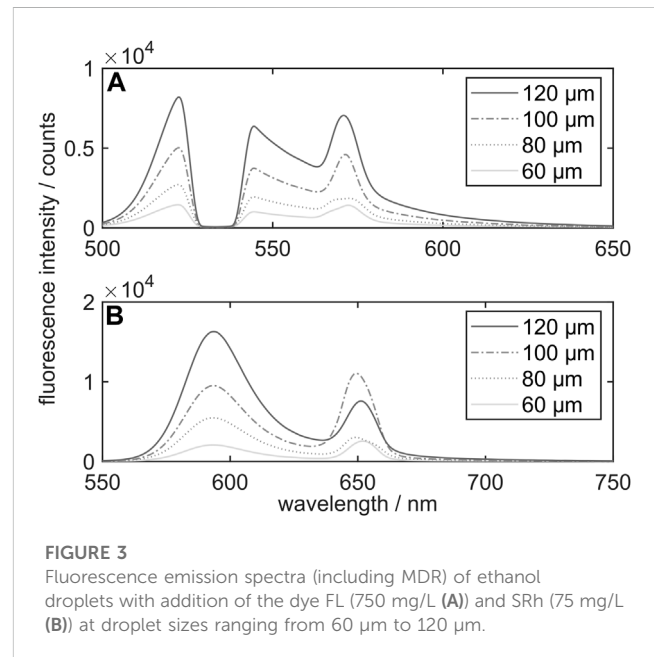 ×10⁴
1
A
120 μm
100 μm
80 μm
60 μm
0.5
0
500
550
600
650
fluorescence intensity / counts
×10⁴
2
B
120 μm
100 μm
80 μm
60 μm
1
0
550
600
650
700
750
wavelength / nm
FIGURE 3
Fluorescence emission spectra (including MDR) of ethanol
droplets with addition of the dye FL (750 mg/L (A)) and SRh (75 mg/L
(B)) at droplet sizes ranging from 60 μm to 120 μm.